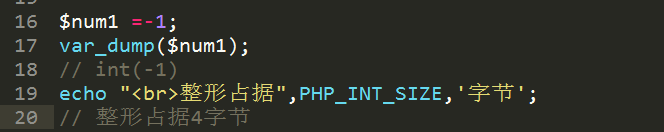 16 $num1 =-1;
17 var_dump($num1);
18 // int(-1)
19 echo "<br>整形占据",PHP_INT_SIZE,'字节';
20 // 整形占据4字节